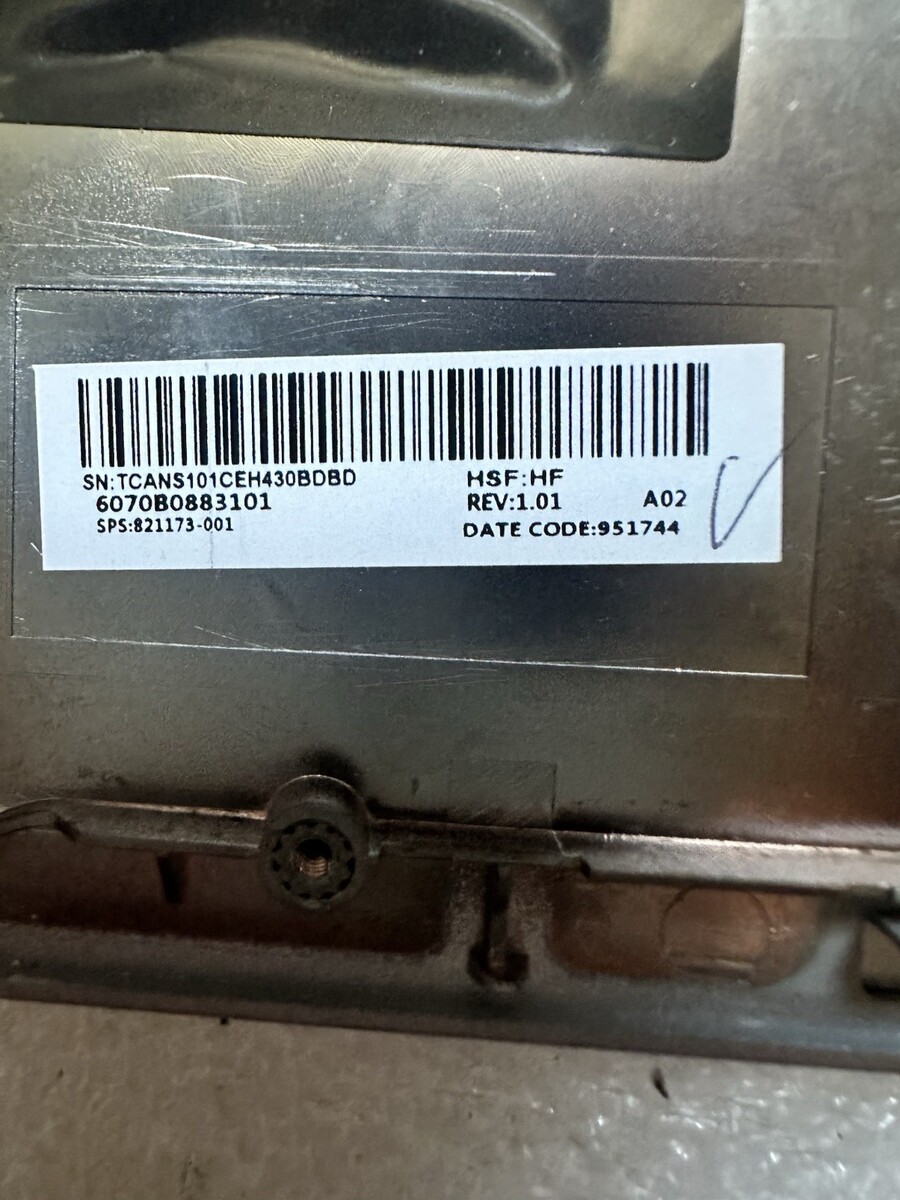 SN:TCANS101CEH430BDBD
6070B0883101
SPS:821173-001
HSF:HF
REV:1.01 A02
DATE CODE:951744